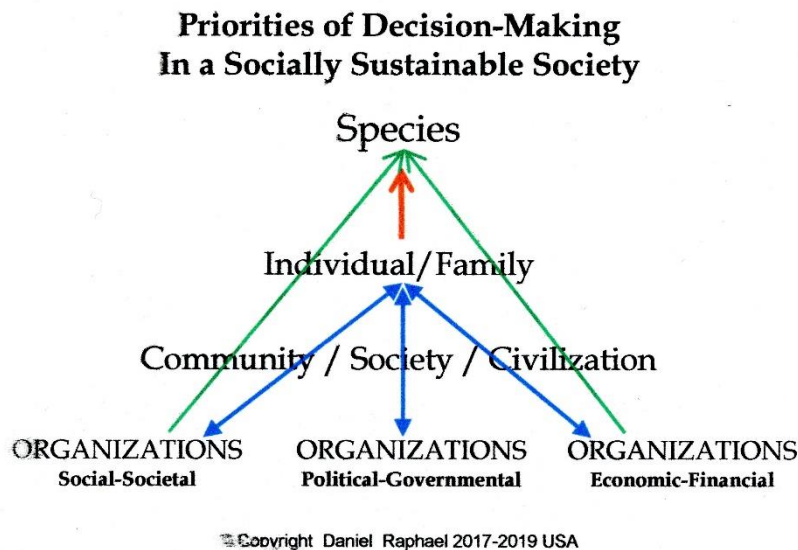 Priorities of Decision-Making
In a Socially Sustainable Society
Species
Individual/Family
Community / Society / Civilization
ORGANIZATIONS ORGANIZATIONS ORGANIZATIONS
Social-Societal Political-Governmental Economic-Financial
Copyright Daniel Raphael 2017-2019 USA